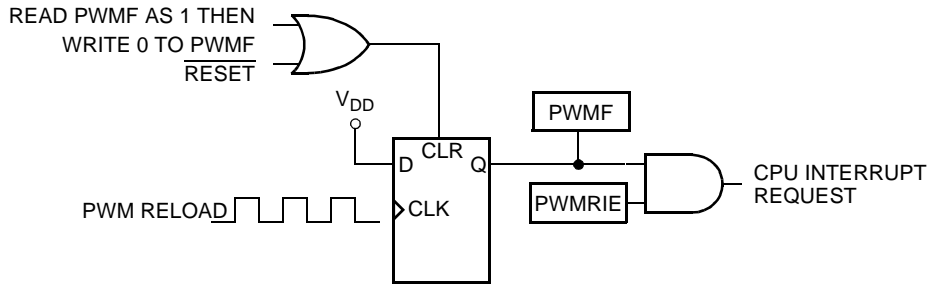 READ PWMF AS 1 THEN
WRITE 0 TO PWMF
RESET
VDD
PWMF
CLR
D
Q
CPU INTERRUPT
REQUEST
PWM RELOAD
CLK
PWMRIE